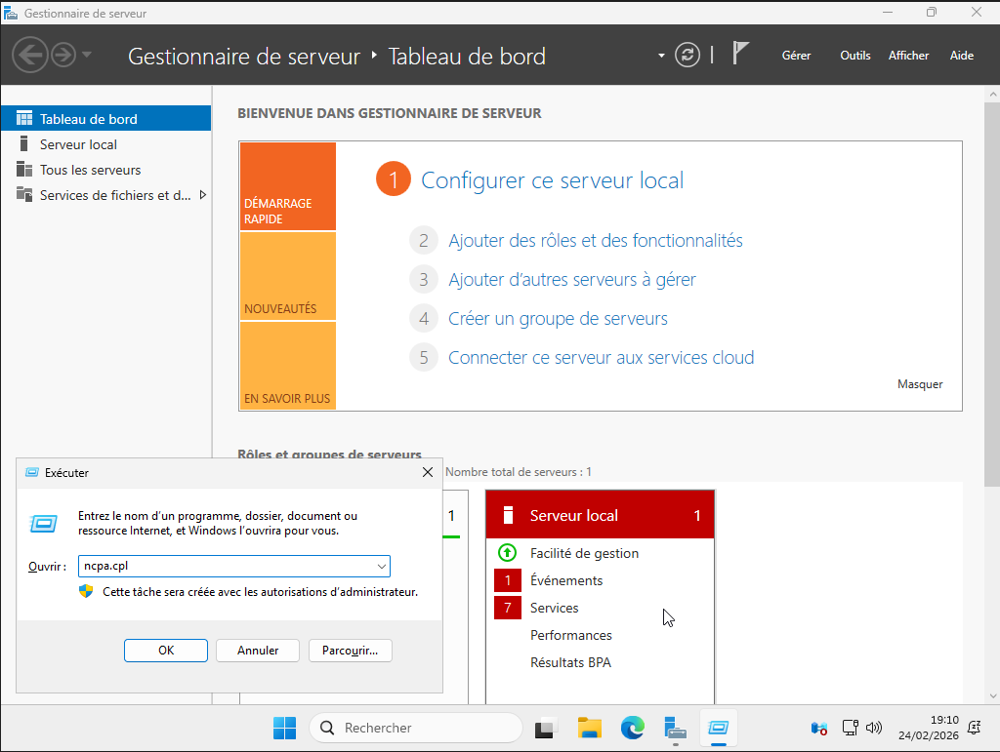 Gestionnaire de serveur
Gestionnaire de serveur ‣ Tableau de bord
Gérer Outils Afficher Aide
Tableau de bord
Serveur local
Tous les serveurs
Services de fichiers et d...
BIENVENUE DANS GESTIONNAIRE DE SERVEUR
DÉMARRAGE
RAPIDE
NOUVEAUTÉS
EN SAVOIR PLUS
1 Configurer ce serveur local
2 Ajouter des rôles et des fonctionnalités
3 Ajouter d’autres serveurs à gérer
4 Créer un groupe de serveurs
5 Connecter ce serveur aux services cloud
Masquer
Rôles et groupes de serveurs
Nombre total de serveurs : 1
1
Serveur local 1
Facilité de gestion
1 Événements
7 Services
Performances
Résultats BPA
Exécuter
Entrez le nom d’un programme, dossier, document ou
ressource Internet, et Windows l’ouvrira pour vous.
Ouvrir : ncpa.cpl
Cette tâche sera créée avec les autorisations d’administrateur.
OK Annuler Parcourir...
Rechercher
19:10
24/02/2026